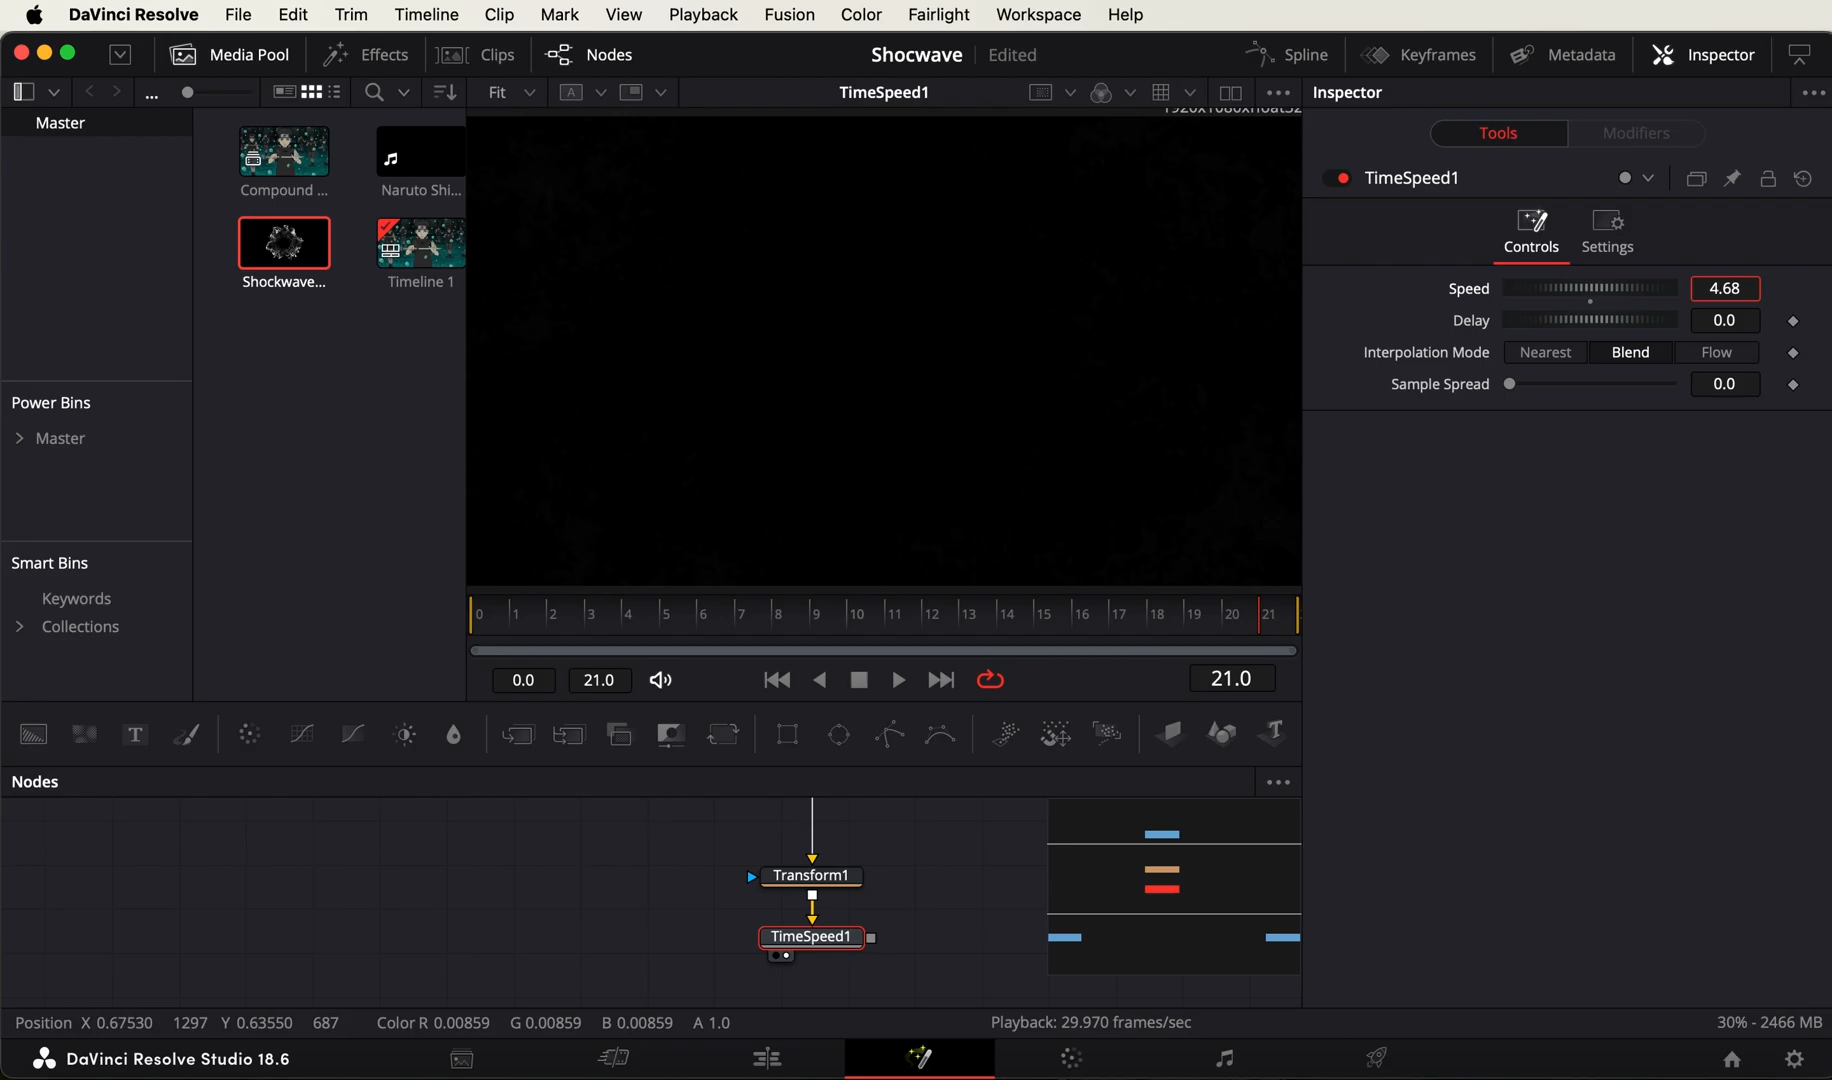 DaVinci Resolve File Edit Trim Timeline Clip Mark View Playback Fusion Color Fairlight Workspace Help
Media Pool Effects Clips Nodes Shocwave Edited Spline Keyframes Metadata Inspector
... Fit A TimeSpeed1 Inspector
1920x1080xfloat32
Master
Tools Modifiers
TimeSpeed1
Compound ... Naruto Shi...
Controls Settings
Shockwave... Timeline 1
Speed 4.68
Delay 0.0
Interpolation Mode Nearest Blend Flow
Sample Spread 0.0
Power Bins
Master
Smart Bins
Keywords
Collections
0 1 2 3 4 5 6 7 8 9 10 11 12 13 14 15 16 17 18 19 20 21
0.0 21.0 21.0
T T
Nodes
Transform1
TimeSpeed1
Position X 0.67530 1297 Y 0.63550 687 Color R 0.00859 G 0.00859 B 0.00859 A 1.0 Playback: 29.970 frames/sec 30% - 2466 MB
DaVinci Resolve Studio 18.6